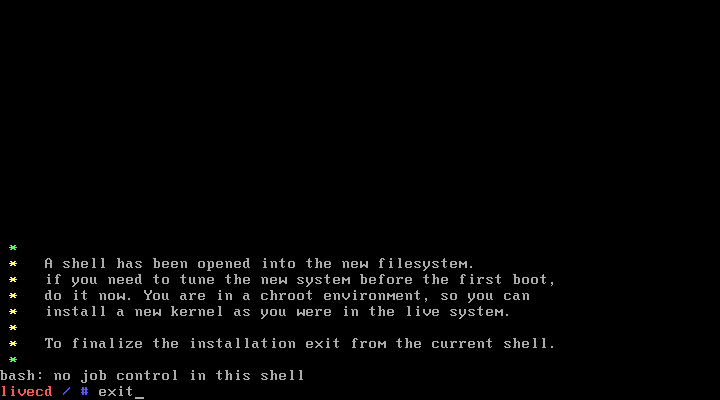 *
* A shell has been opened into the new filesystem.
* if you need to tune the new system before the first boot,
* do it now. You are in a chroot environment, so you can
* install a new kernel as you were in the live system.
*
* To finalize the installation exit from the current shell.
*
bash: no job control in this shell
livecd / # exit_